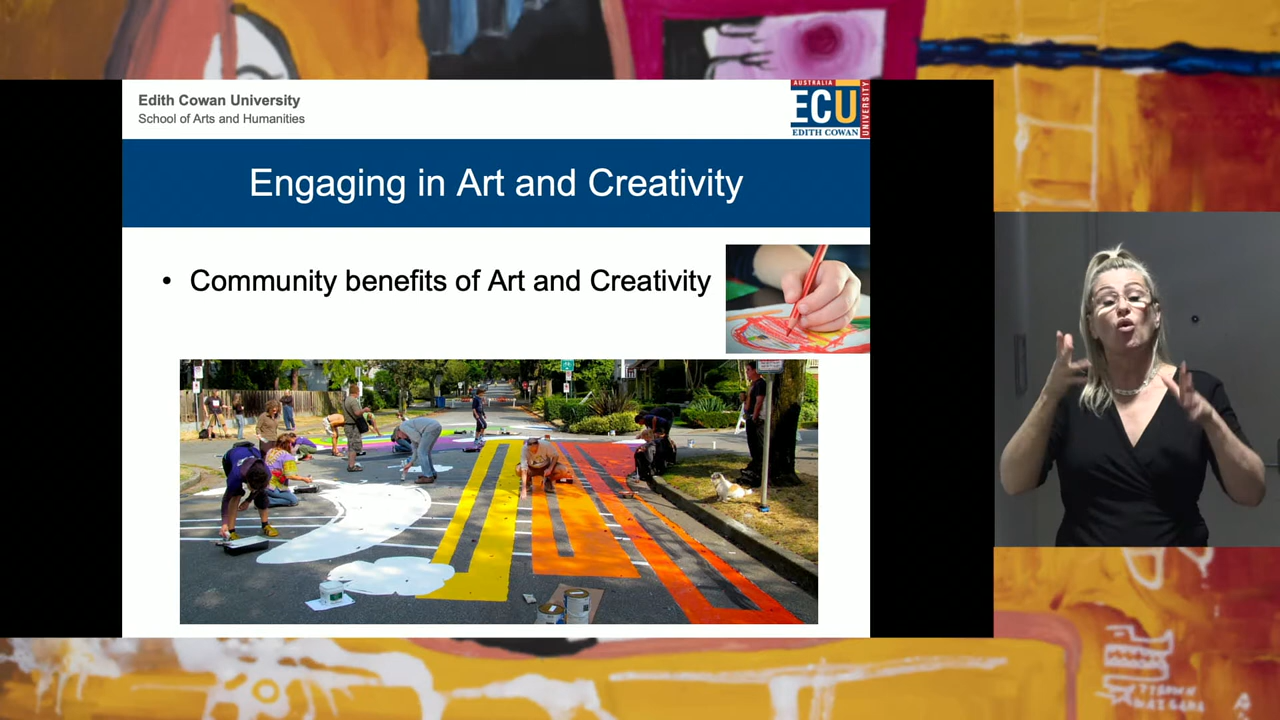 Edith Cowan University
School of Arts and Humanities
AUSTRALIA
ECU
EDITH COWAN
UNIVERSITY
Engaging in Art and Creativity
• Community benefits of Art and Creativity